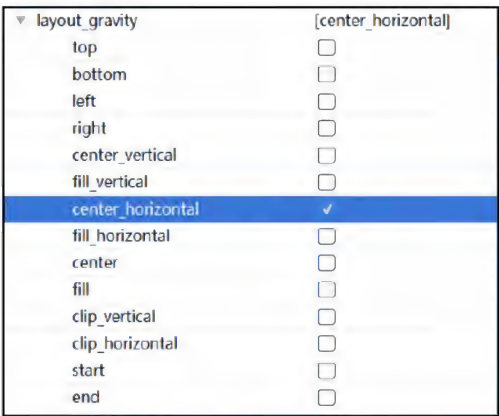 layout_gravity [center_horizontal]
top
bottom
left
right
center_vertical
fill_vertical
center_horizontal
fill_horizontal
center
fill
clip_vertical
clip_horizontal
start
end